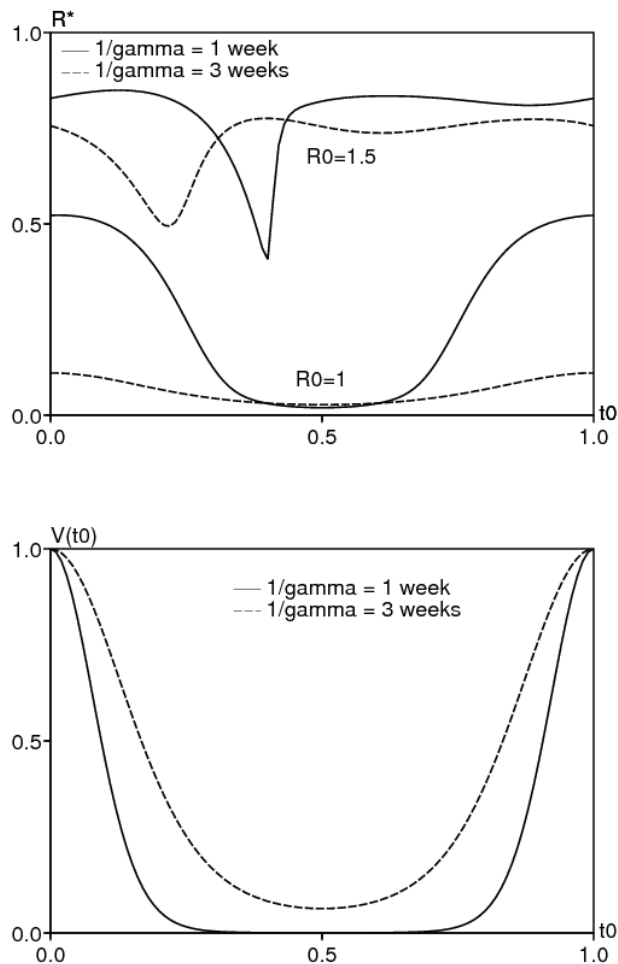 R*
1.0
1/gamma = 1 week
1/gamma = 3 weeks
R0=1.5
0.5
R0=1
0.0
t0
0.0 0.5 1.0
V(t0)
1.0
1/gamma = 1 week
1/gamma = 3 weeks
0.5
0.0
t0
0.0 0.5 1.0